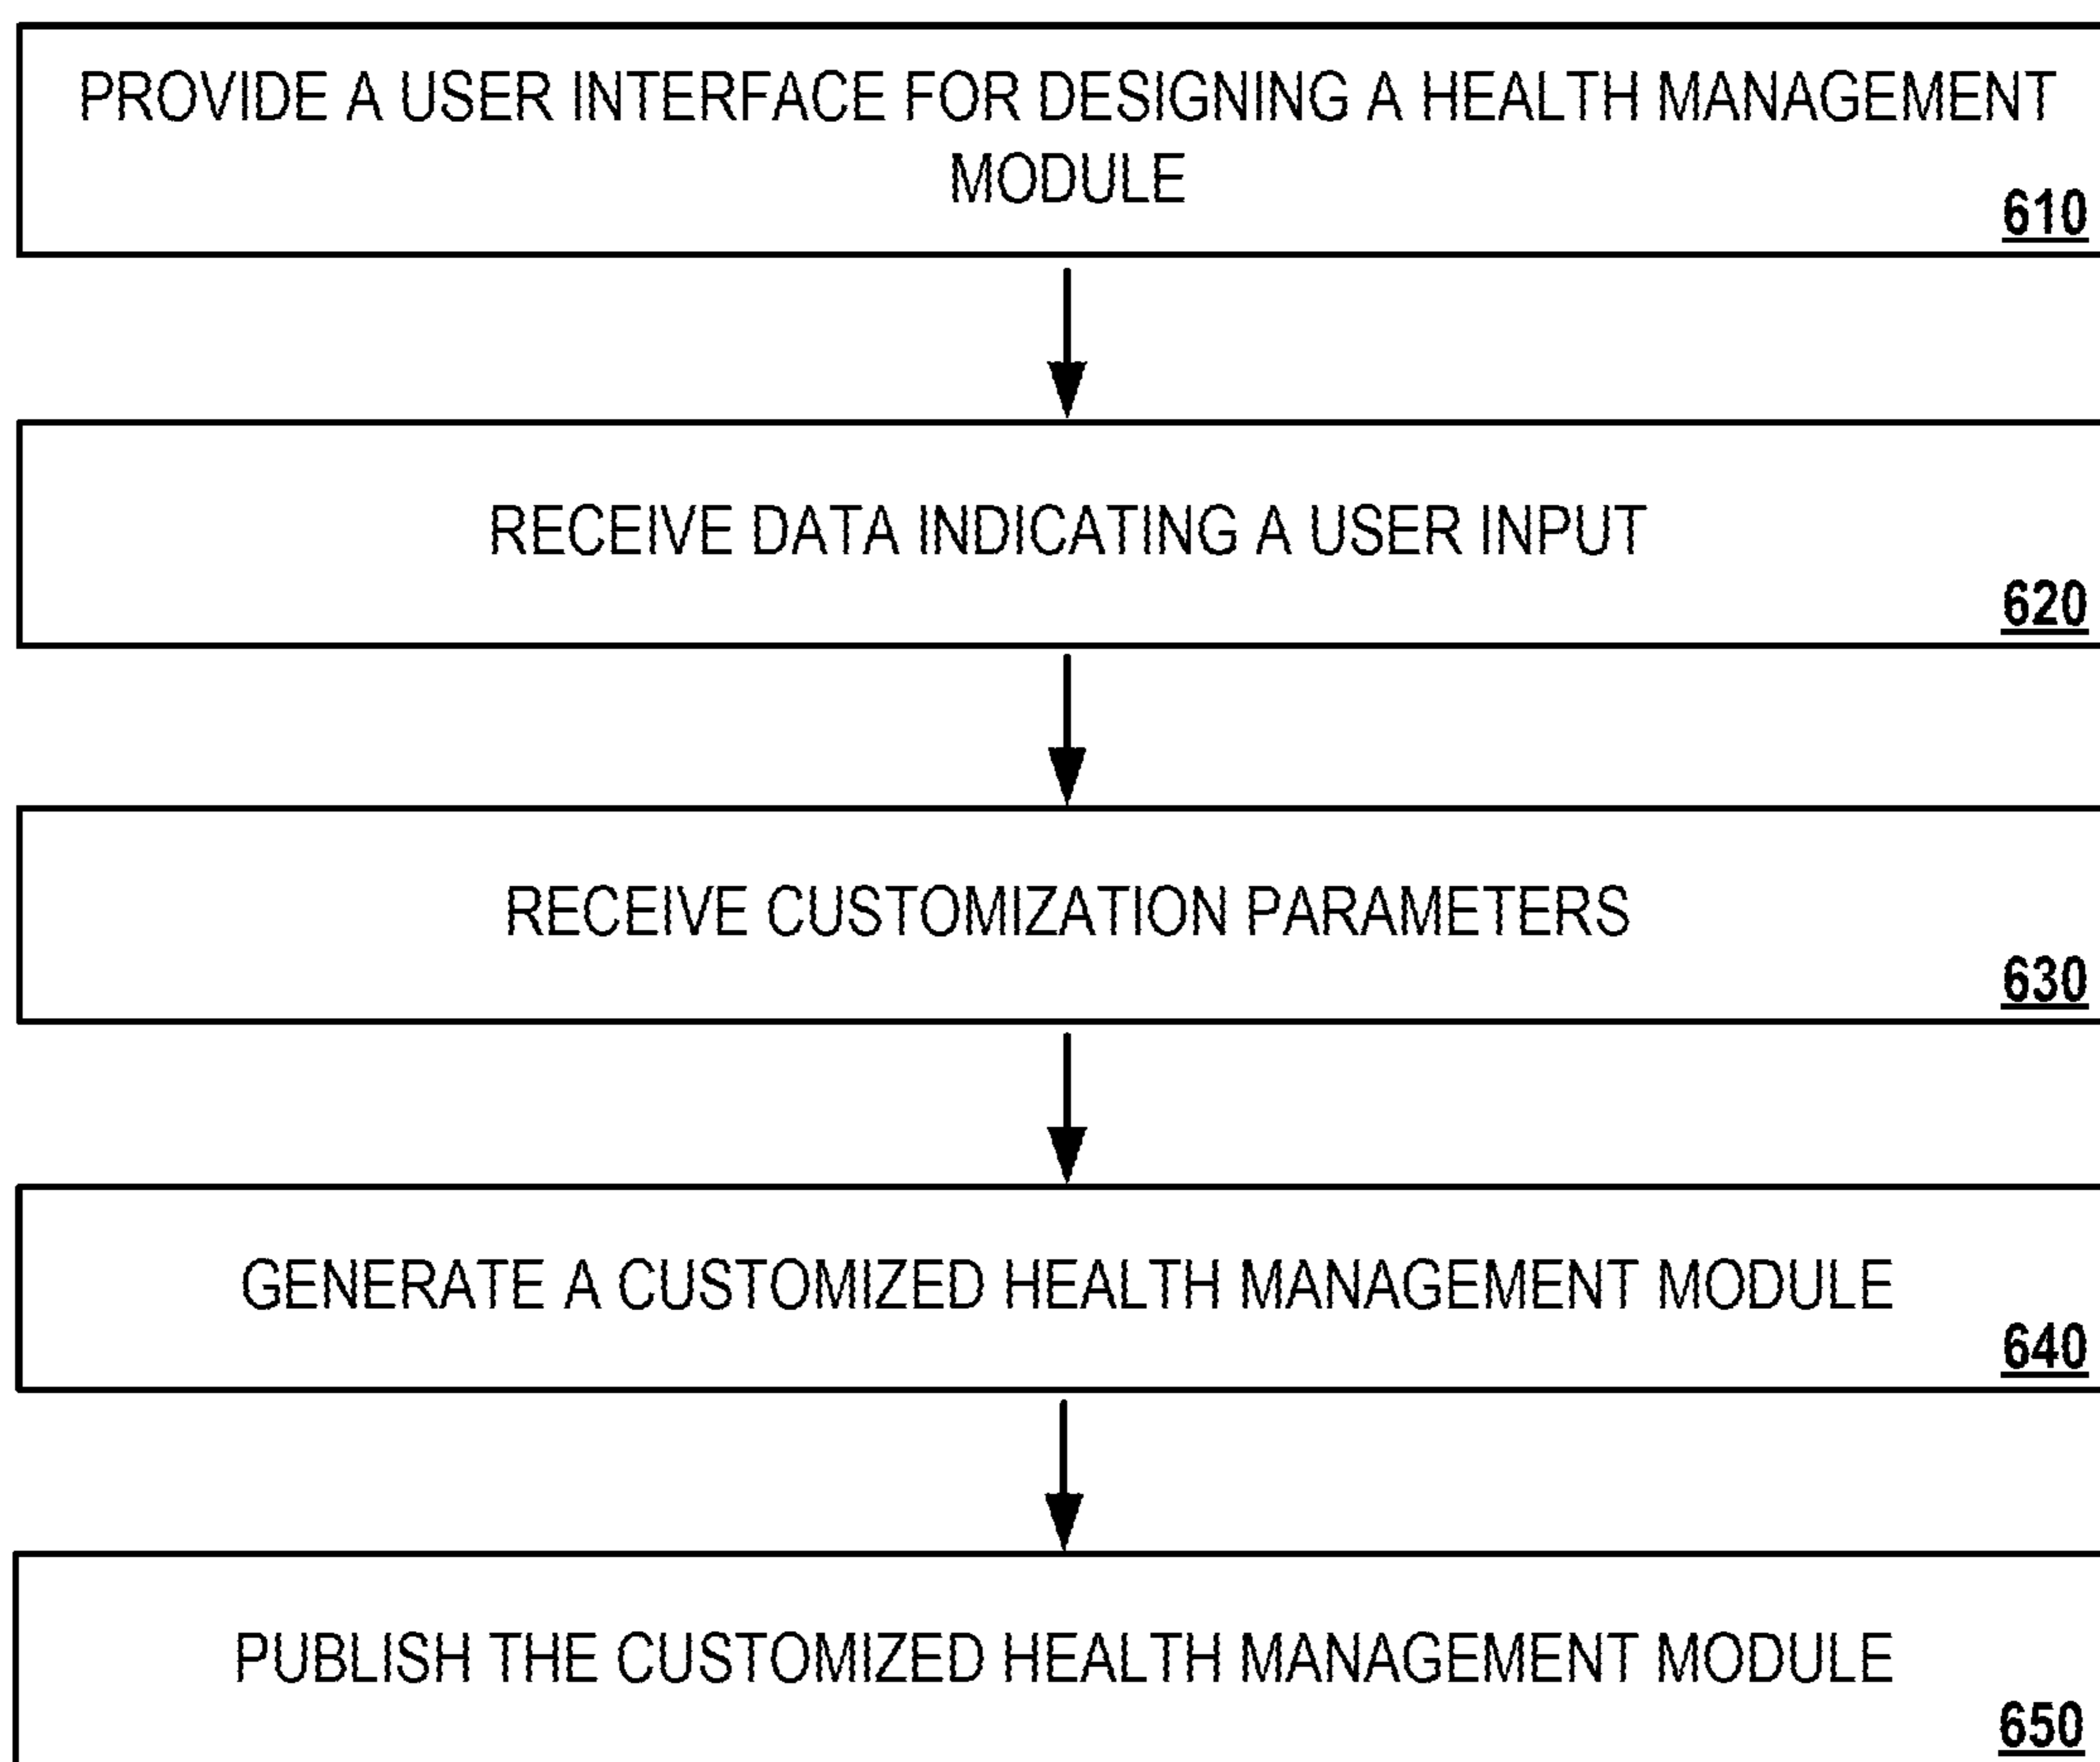 PROVIDE A USER INTERFACE FOR DESIGNING A HEALTH MANAGEMENT
MODULE
610
RECEIVE DATA INDICATING A USER INPUT
620
RECEIVE CUSTOMIZATION PARAMETERS
630
GENERATE A CUSTOMIZED HEALTH MANAGEMENT MODULE
640
PUBLISH THE CUSTOMIZED HEALTH MANAGEMENT MODULE
650